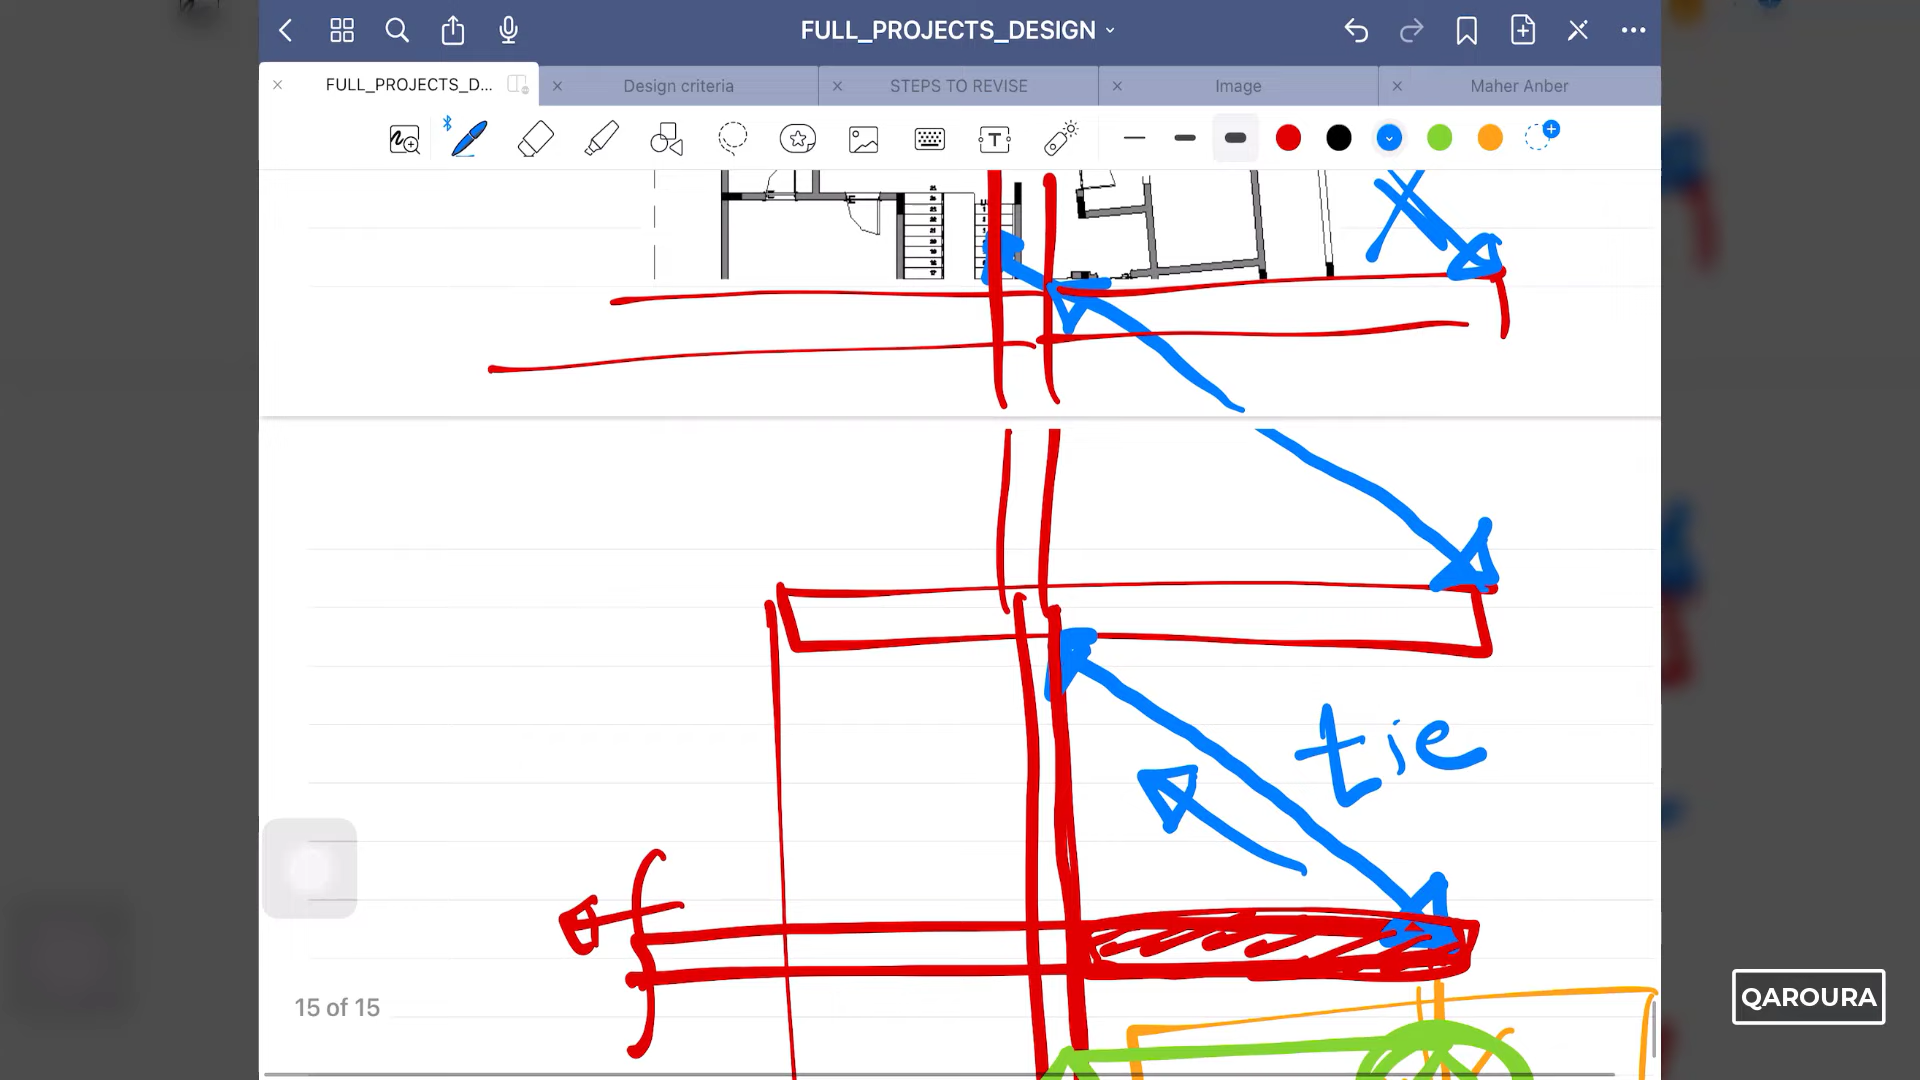 FULL_PROJECTS_DESIGN
FULL_PROJECTS_D...
Design criteria
STEPS TO REVISE
Image
Maher Anber
T
tie
15 of 15
QAROURA